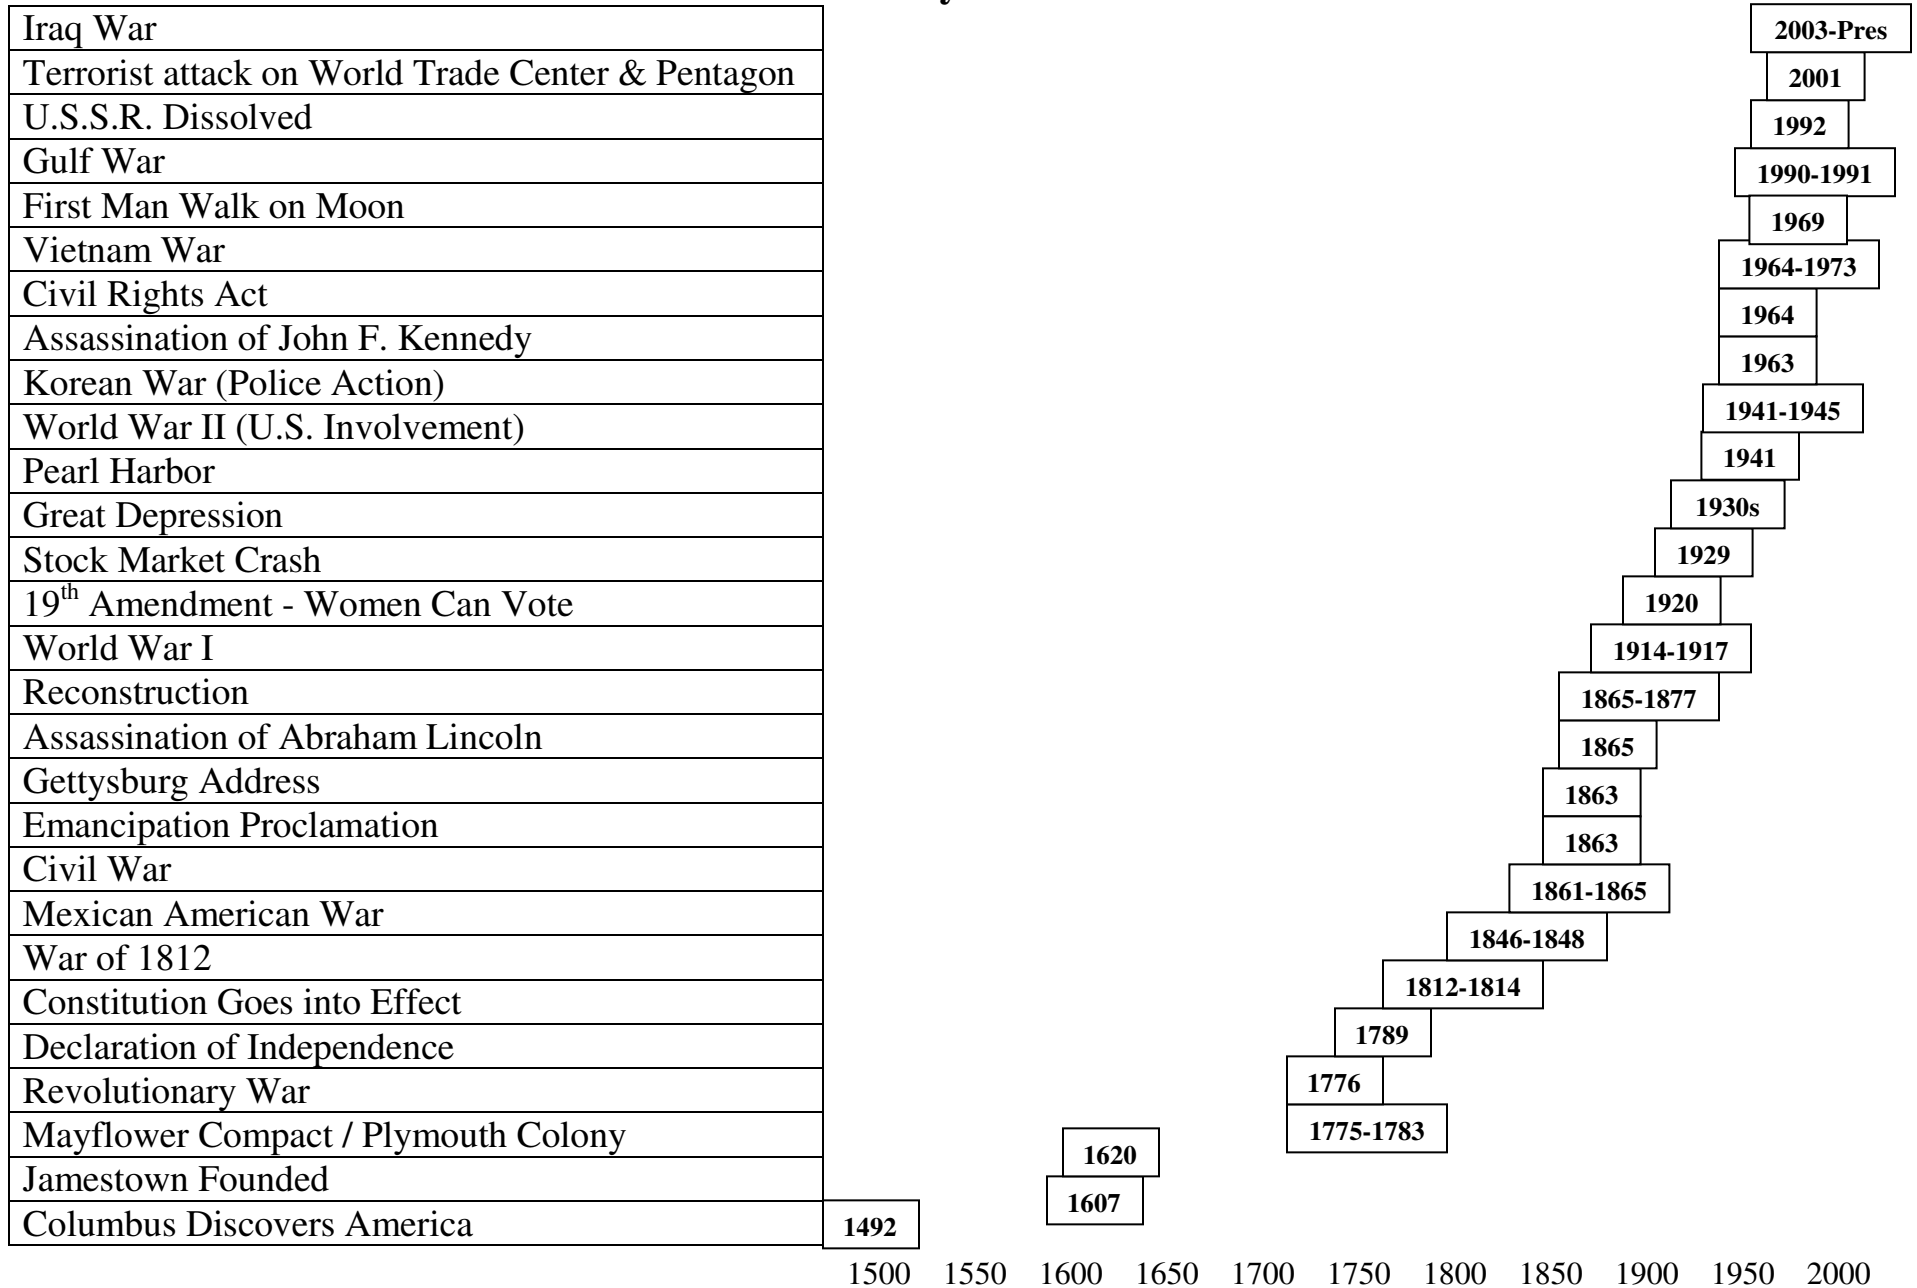 Iraq War 2003-Pres
Terrorist attack on World Trade Center & Pentagon 2001
U.S.S.R. Dissolved 1992
Gulf War 1990-1991
First Man Walk on Moon 1969
Vietnam War 1964-1973
Civil Rights Act 1964
Assassination of John F. Kennedy 1963
Korean War (Police Action)
World War II (U.S. Involvement) 1941-1945
Pearl Harbor 1941
Great Depression 1930s
Stock Market Crash 1929
19th Amendment - Women Can Vote 1920
World War I 1914-1917
Reconstruction 1865-1877
Assassination of Abraham Lincoln 1865
Gettysburg Address 1863
Emancipation Proclamation 1863
Civil War 1861-1865
Mexican American War 1846-1848
War of 1812 1812-1814
Constitution Goes into Effect 1789
Declaration of Independence 1776
Revolutionary War 1775-1783
Mayflower Compact / Plymouth Colony 1620
Jamestown Founded 1607
Columbus Discovers America 1492
1500 1550 1600 1650 1700 1750 1800 1850 1900 1950 2000